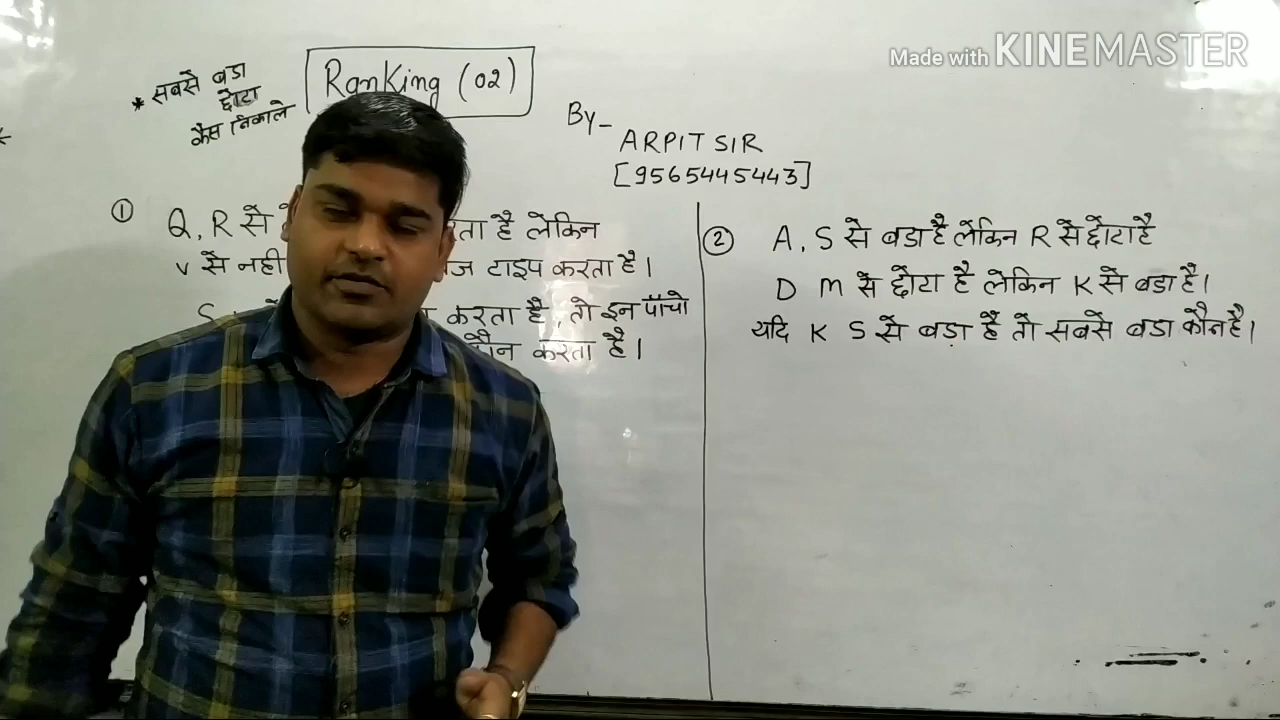 Made with KINEMASTER
* सबसे बडा
छोटा
कैसे निकाले
Ranking (02)
By-
ARPIT SIR
[9565445443]
① Q, R से ता है लेकिन
v से नही ज टाइप करता है।
S करता है, तो इन पाँचो
कौन करता है।
② A, S से बडा है लेकिन R से छोटा है
D M से छोटा है लेकिन K से बडा है।
यदि K S से बड़ा है तो सबसे बडा कौन है।